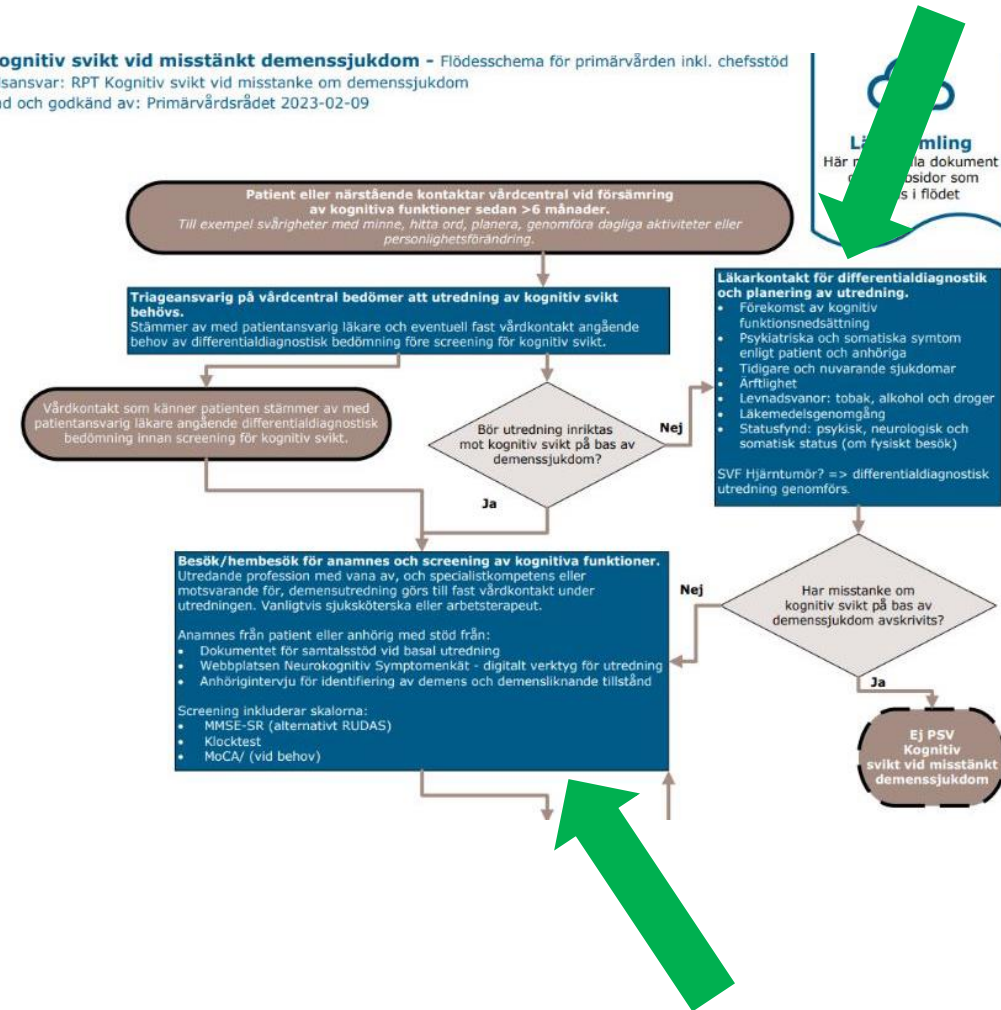 ognitiv svikt vid misstänkt demenssjukdom - Flödesschema för primärvården inkl. chefsstöd
lsansvar: RPT Kognitiv svikt vid misstanke om demenssjukdom
d och godkänd av: Primärvårdsrådet 2023-02-09
Här
dokument
som
i flödet
Patient eller närstående kontaktar vårdcentral vid försämring
av kognitiva funktioner sedan >6 månader.
Till exempel svårigheter med minne, hitta ord, planera, genomföra dagliga aktiviteter eller
personlighetsförändring.
Triageansvarig på vårdcentral bedömer att utredning av kognitiv svikt
behövs.
Stämmer av med patientansvarig läkare och eventuell fast vårdkontakt angående
behov av differentialdiagnostisk bedömning före screening för kognitiv svikt.
Läkarkontakt för differentialdiagnostik
och planering av utredning.
• Förekomst av kognitiv
funktionsnedsättning
• Psykiatriska och somatiska symtom
enligt patient och anhöriga
• Tidigare och nuvarande sjukdomar
• Ärftlighet
• Levnadsvanor: tobak, alkohol och droger
• Läkemedelsgenomgång
• Statusfynd: psykisk, neurologisk och
somatisk status (om fysiskt besök)
SVF Hjärntumör? => differentialdiagnostisk
utredning genomförs.
Vårdkontakt som känner patienten stämmer av med
patientansvarig läkare angående differentialdiagnostisk
bedömning innan screening för kognitiv svikt.
Bör utredning inriktas
mot kognitiv svikt på bas av
demenssjukdom?
Nej
Ja
Besök/hembesök för anamnes och screening av kognitiva funktioner.
Utredande profession med vana av, och specialistkompetens eller
motsvarande för, demensutredning görs till fast vårdkontakt under
utredningen. Vanligtvis sjuksköterska eller arbetsterapeut.
Anamnes från patient eller anhörig med stöd från:
• Dokumentet för samtalsstöd vid basal utredning
• Webbplatsen Neurokognitiv Symptomenkät - digitalt verktyg för utredning
• Anhörigintervju för identifiering av demens och demensliknande tillstånd
Screening inkluderar skalorna:
• MMSE-SR (alternativt RUDAS)
• Klocktest
• MoCA/ (vid behov)
Nej
Har misstanke om
kognitiv svikt på bas av
demenssjukdom avskrivits?
Ja
Ej PSV
Kognitiv
svikt vid misstänkt
demenssjukdom